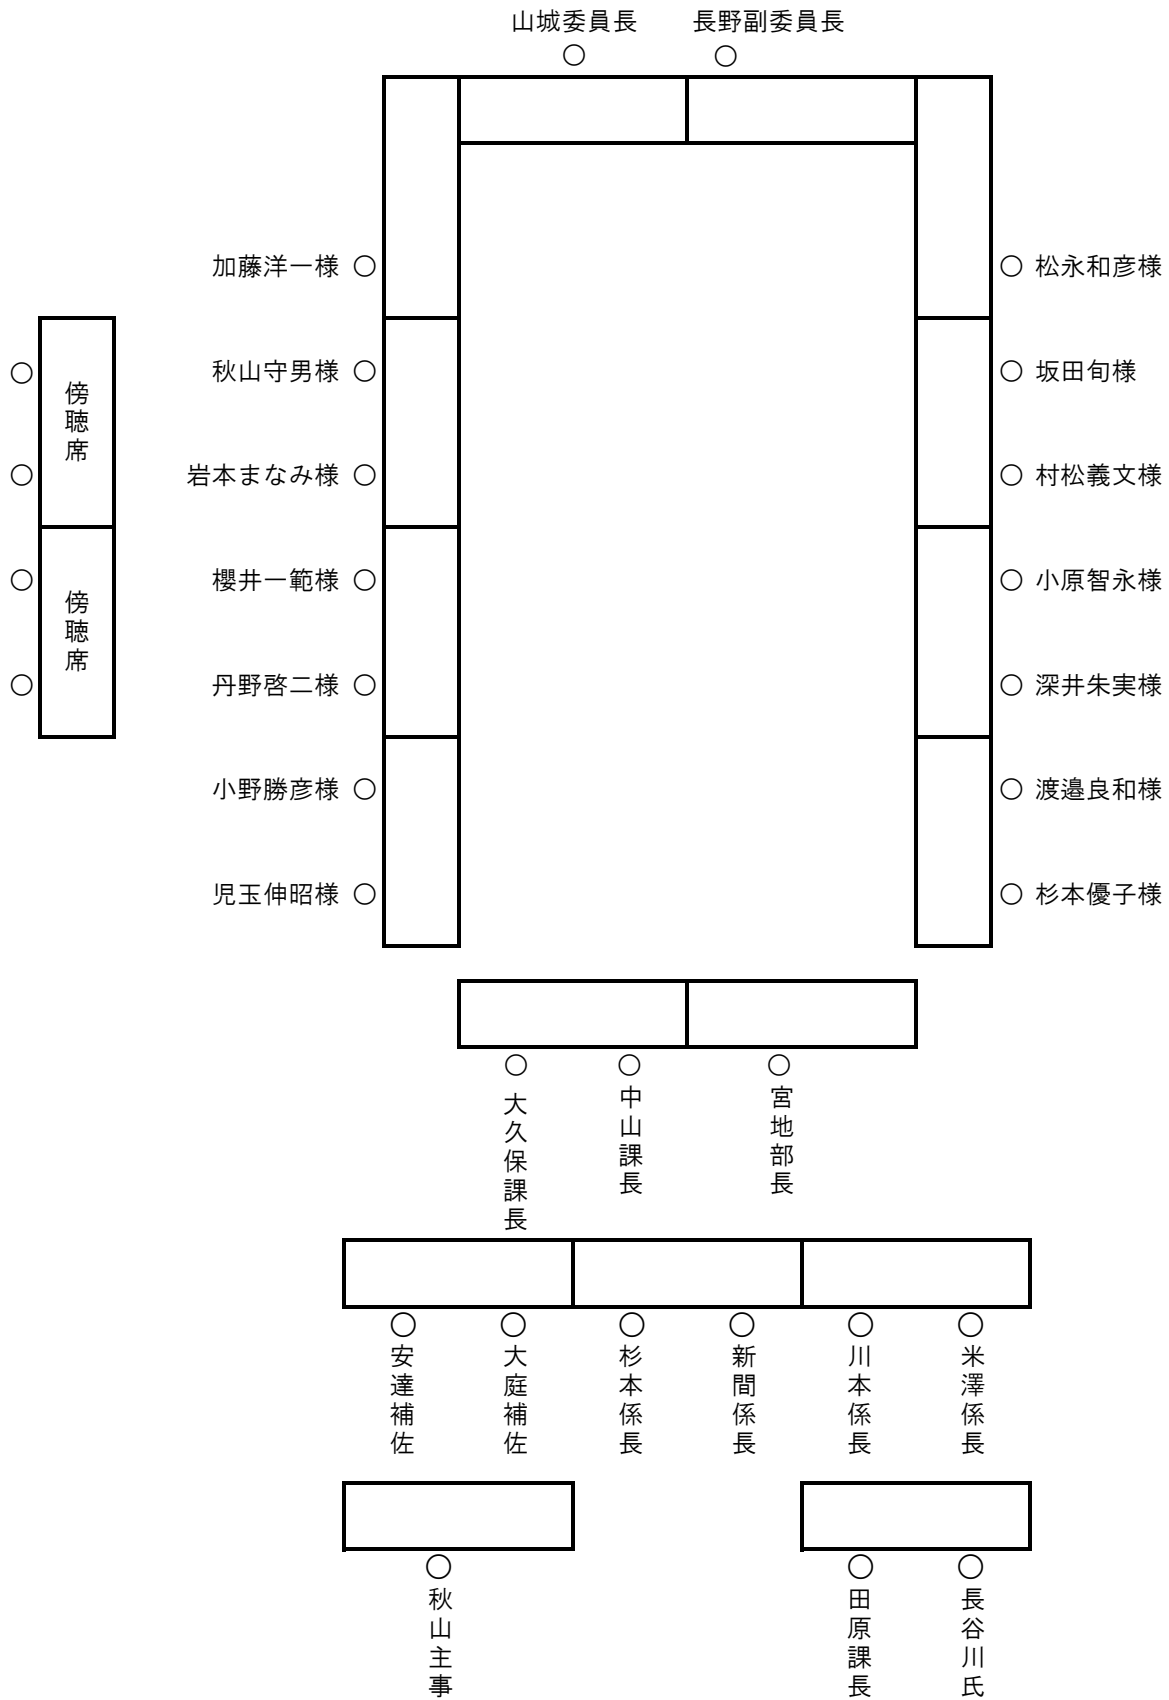 山城委員長
長野副委員長
加藤洋一様
松永和彦様
秋山守男様
坂田旬様
傍聴席
岩本まなみ様
村松義文様
櫻井一範様
小原智永様
傍聴席
丹野啓二様
深井朱実様
小野勝彦様
渡邉良和様
児玉伸昭様
杉本優子様
大久保課長
中山課長
宮地部長
安達補佐
大庭補佐
杉本係長
新間係長
川本係長
米澤係長
秋山主事
田原課長
長谷川氏